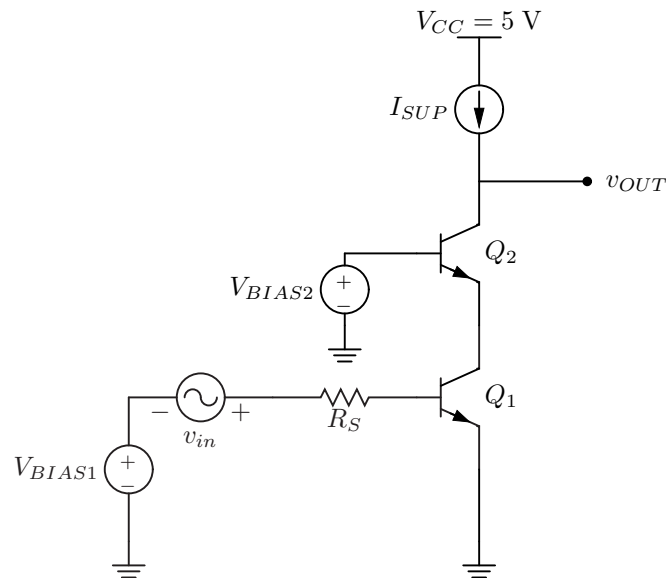 V_{CC} = 5 V
I_{SUP}
v_{OUT}
Q_2
V_{BIAS2}
+
−
Q_1
− +
R_S
v_{in}
V_{BIAS1}
+
−